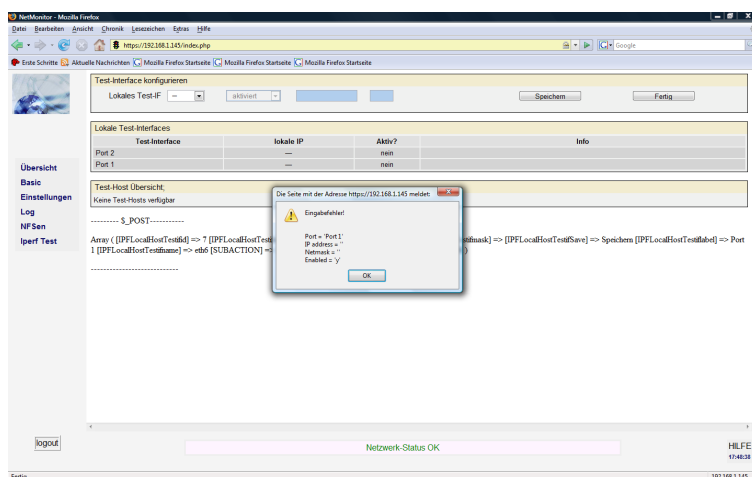 NetMonitor - Mozilla Firefox
Datei Bearbeiten Ansicht Chronik Lesezeichen Extras Hilfe
https://192.168.1.145/index.php
Google
Erste Schritte Aktuelle Nachrichten Mozilla Firefox Startseite Mozilla Firefox Startseite Mozilla Firefox Startseite
Test-Interface konfigurieren
Lokales Test-IF -- aktiviert Speichern Fertig
Lokale Test-Interfaces
Test-Interface lokale IP Aktiv? Info
Port 2 --- nein
Port 1 --- nein
Test-Host Übersicht;
Keine Test-Hosts verfügbar
--------- $_POST-----------
Array ( [IPFLocalHostTestifid] => 7 [IPFLocalHostTesti
[IPFLocalHostTestifSave] => Speichern [IPFLocalHostTestiflabel] => Port
1 [IPFLocalHostTestifname] => eth6 [SUBACTION] =>
---------------------------
Übersicht
Basic
Einstellungen
Log
NFSen
Iperf Test
Die Seite mit der Adresse https://192.168.1.145 meldet:
Eingabefehler!
Port = 'Port 1'
IP address = ''
Netmask = ''
Enabled = 'y'
OK
logout
Netzwerk-Status OK
HILFE
17:48:38
Fertig
192.168.1.145